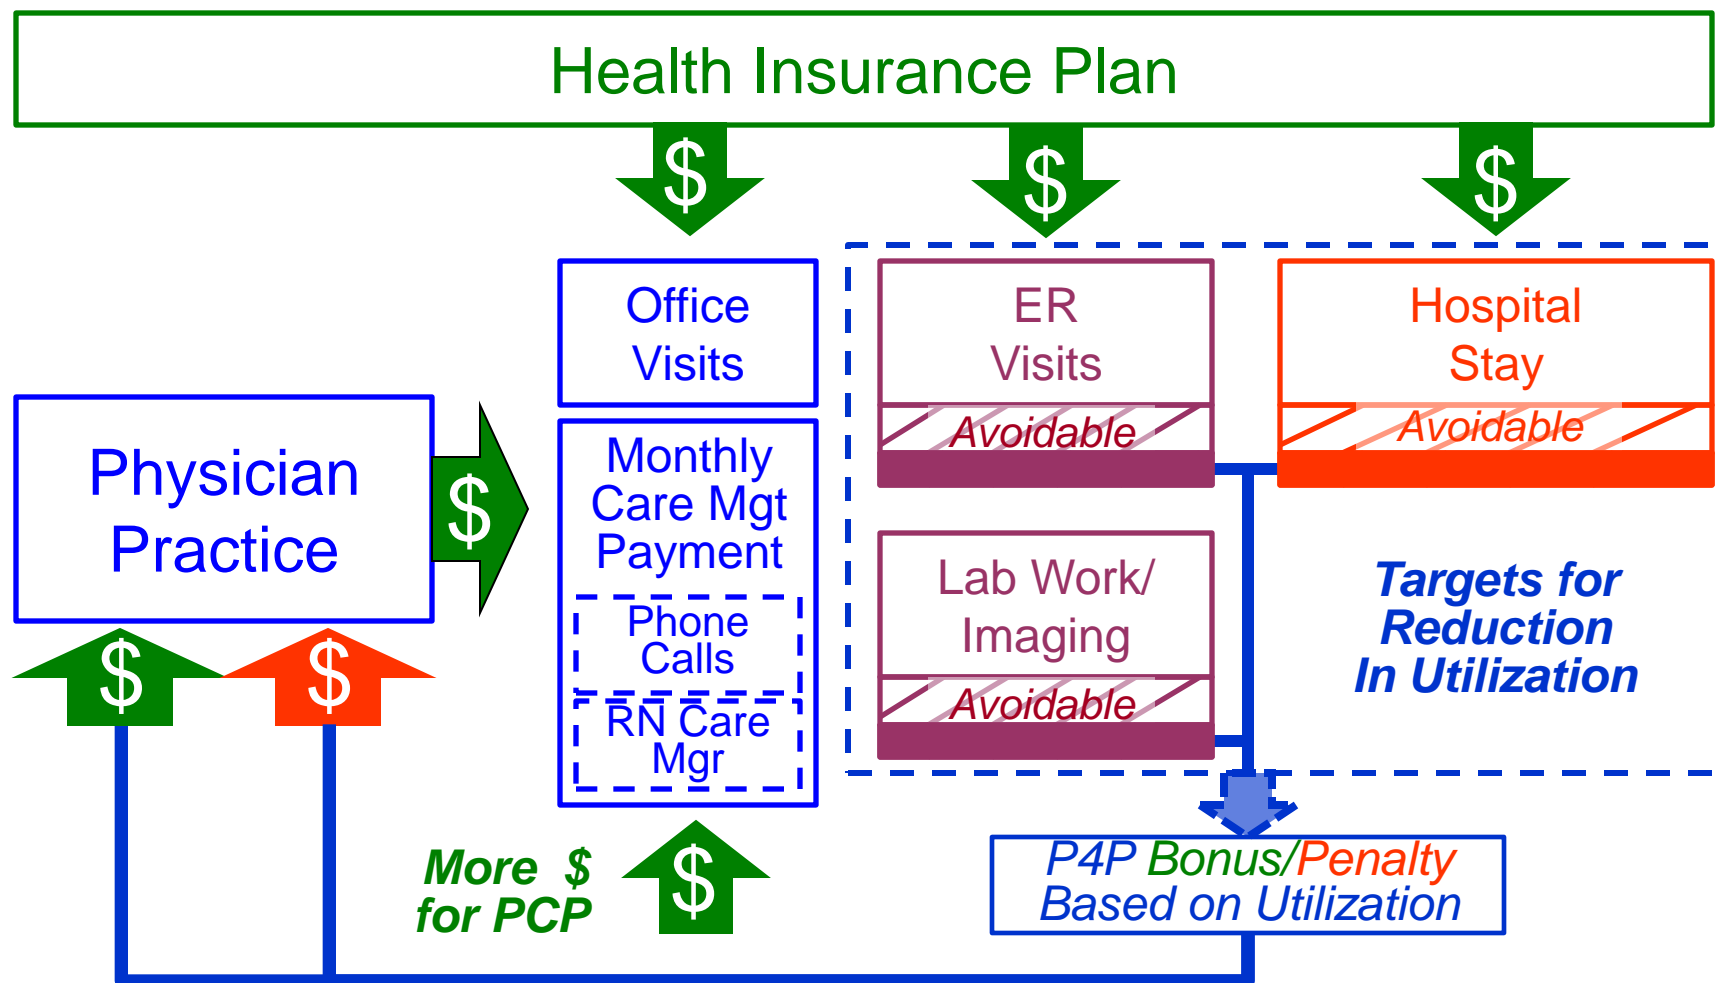 Health Insurance Plan
$
$
$
Office
Visits
ER
Visits
Avoidable
Hospital
Stay
Avoidable
Physician
Practice
$
Monthly
Care Mgt
Payment
Phone
Calls
RN Care
Mgr
Lab Work/
Imaging
Avoidable
Targets for
Reduction
In Utilization
$
$
More $
for PCP
$
P4P Bonus/Penalty
Based on Utilization